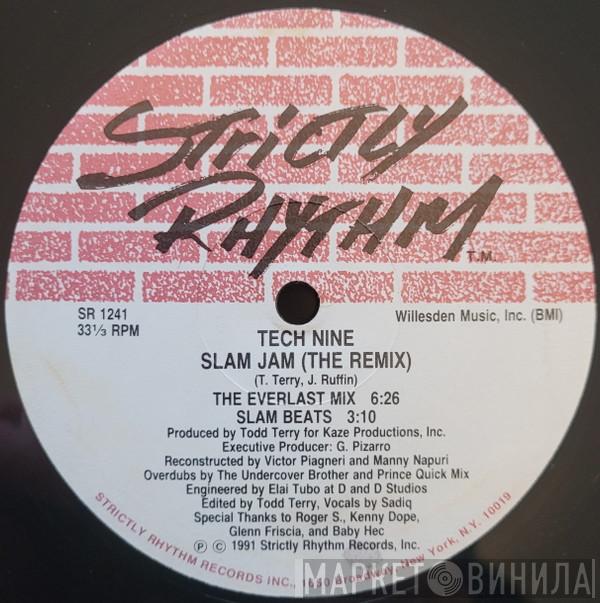 STRICTLY
RHYTHM
T.M.
SR 1241
33⅓ RPM
Willesden Music, Inc. (BMI)
TECH NINE
SLAM JAM (THE REMIX)
(T. Terry, J. Ruffin)
THE EVERLAST MIX 6:26
SLAM BEATS 3:10
Produced by Todd Terry for Kaze Productions, Inc.
Executive Producer: G. Pizarro
Reconstructed by Victor Piagneri and Manny Napuri
Overdubs by The Undercover Brother and Prince Quick Mix
Engineered by Elai Tubo at D and D Studios
Edited by Todd Terry, Vocals by Sadiq
Special Thanks to Roger S., Kenny Dope,
Glenn Friscia, and Baby Hec
Ⓟ © 1991 Strictly Rhythm Records, Inc.
STRICTLY RHYTHM RECORDS INC., 1650 Broadway, New York, N.Y. 10019
МАРКЕТ ВИНИЛА